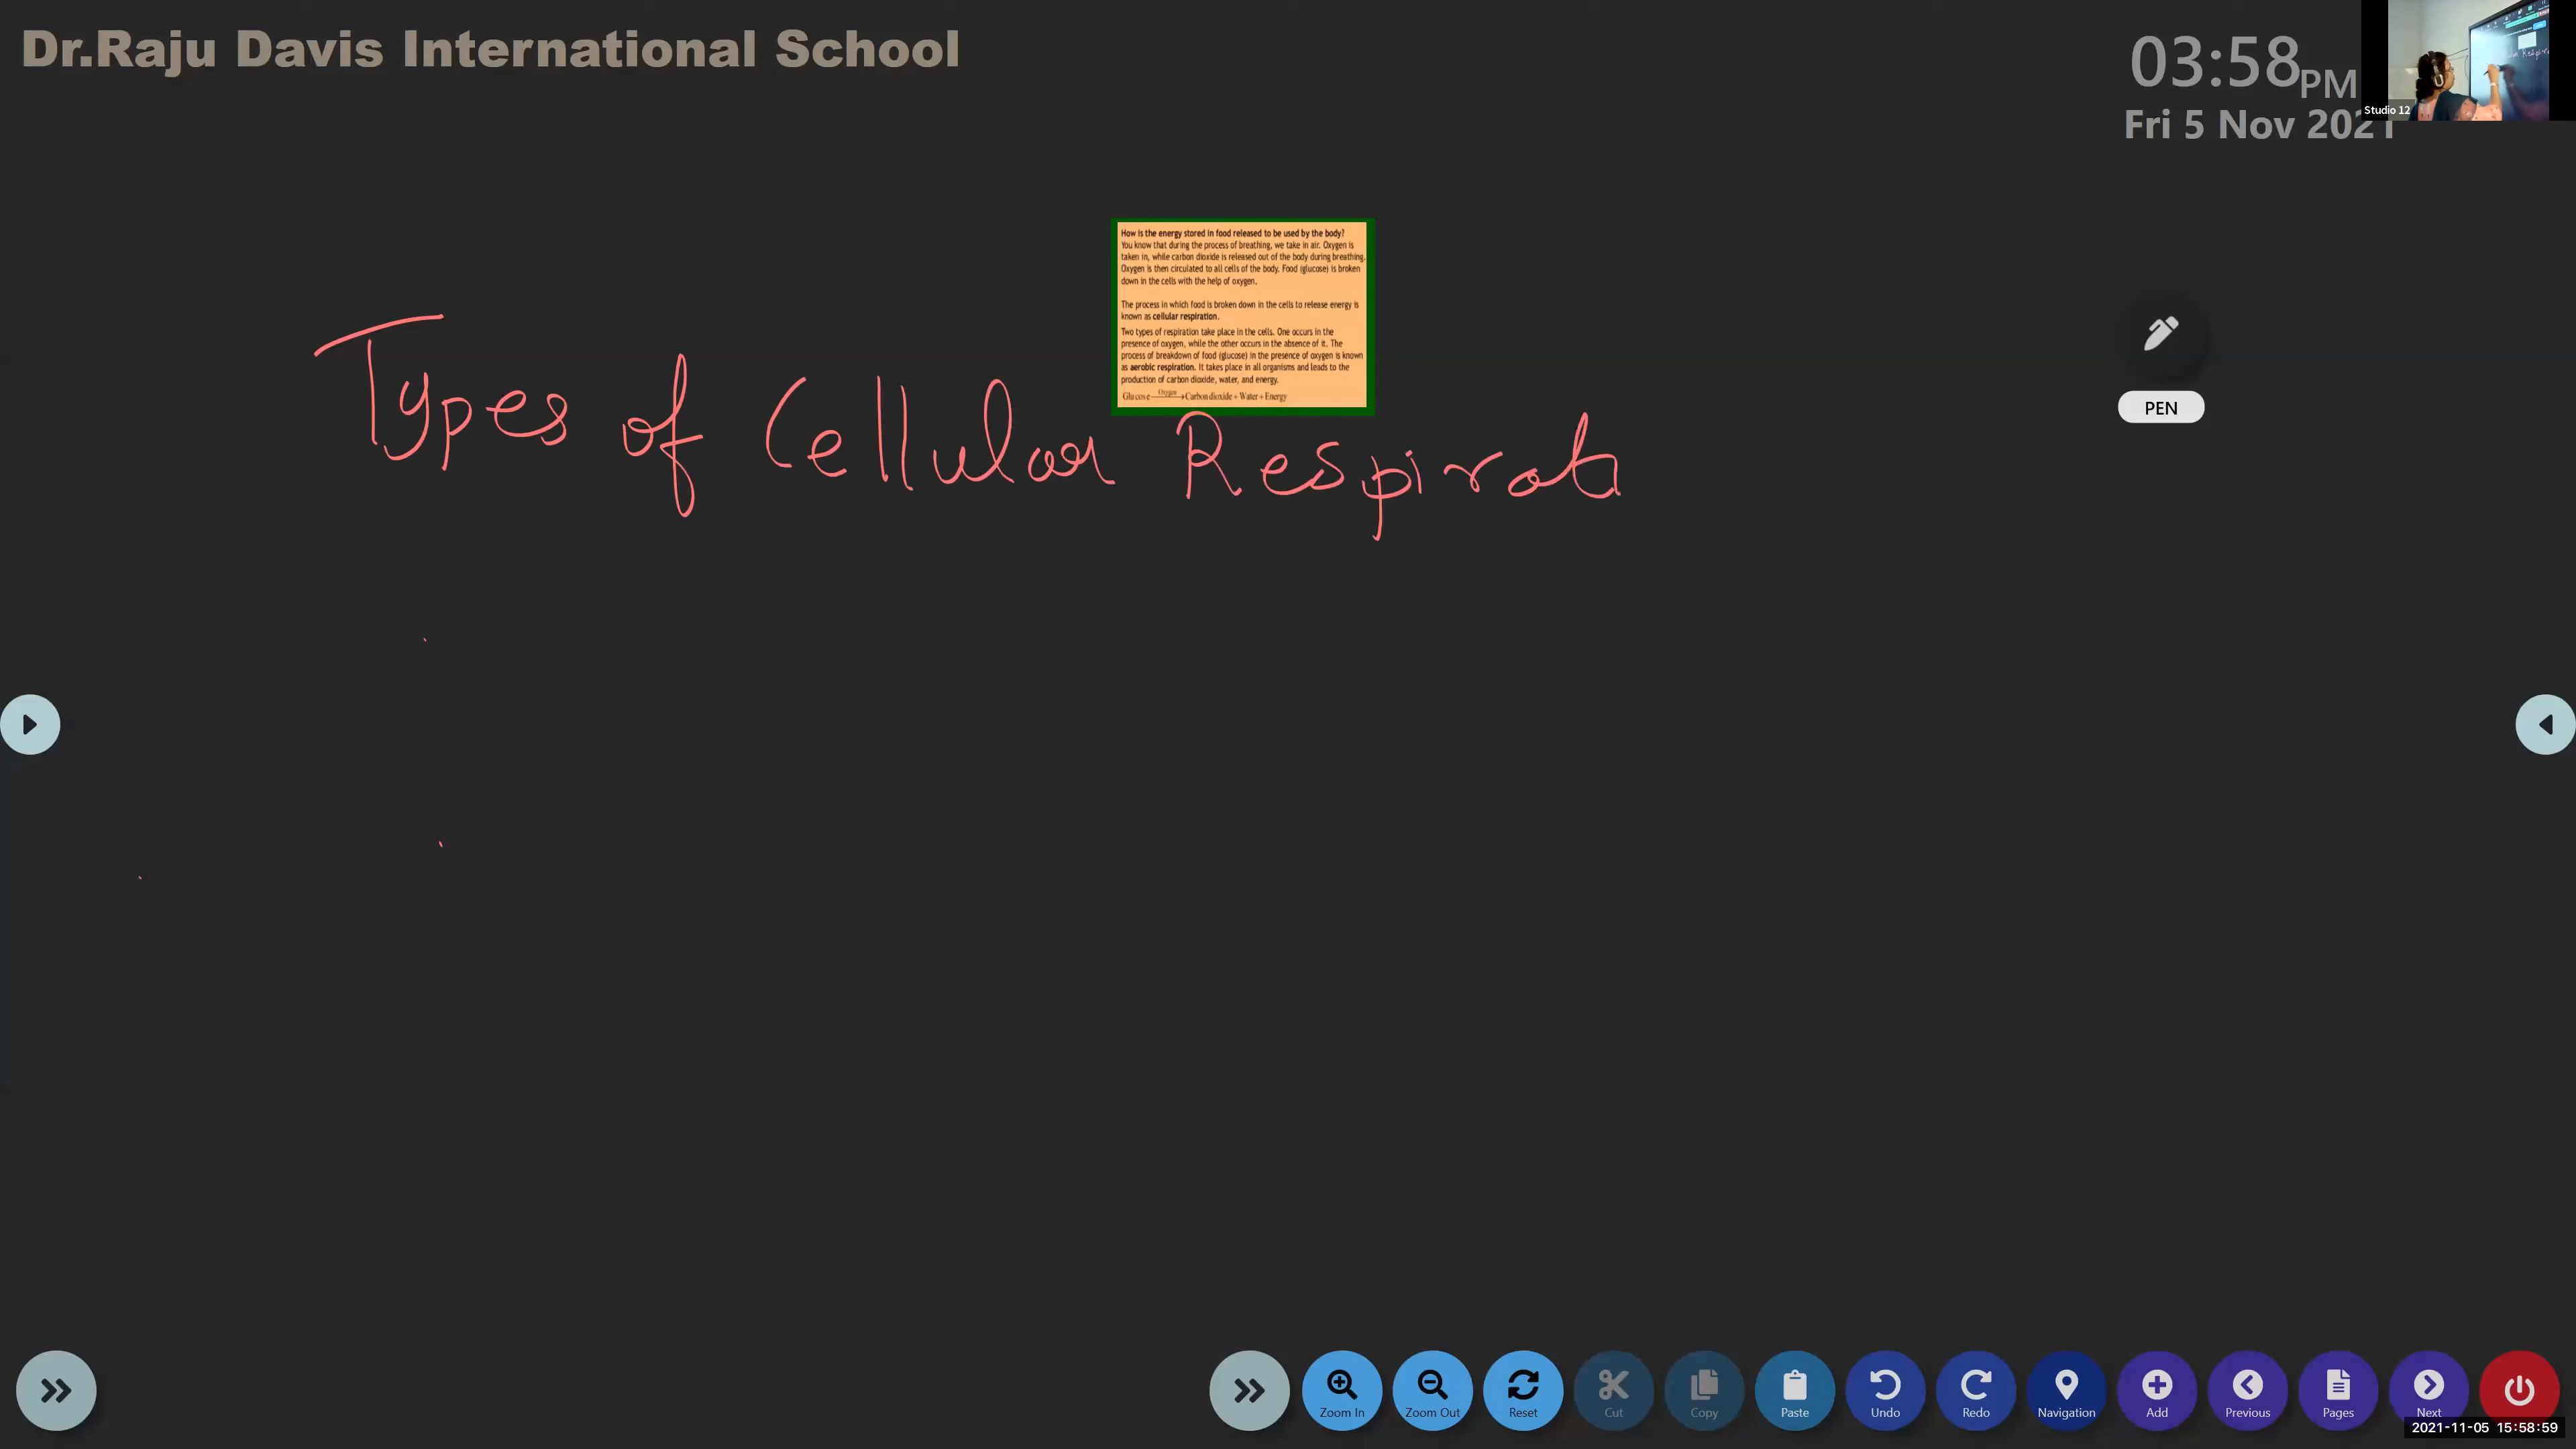 Dr.Raju Davis International School
03:58 PM
Fri 5 Nov 2021
Studio 12
How is the energy stored in food released to be used by the body?
You know that during the process of breathing, we take in air. Oxygen is
taken in, while carbon dioxide is released out of the body during breathing.
Oxygen is then circulated to all cells of the body. Food (glucose) is broken
down in the cells with the help of oxygen.
The process in which food is broken down in the cells to release energy is
known as cellular respiration.
Two types of respiration take place in the cells. One occurs in the
presence of oxygen, while the other occurs in the absence of it. The
process of breakdown of food (glucose) in the presence of oxygen is known
as aerobic respiration. It takes place in all organisms and leads to the
production of carbon dioxide, water, and energy.
Oxygen
Glucose → Carbon dioxide + Water + Energy
Types of Cellular Respirati
PEN
Zoom In
Zoom Out
Reset
Cut
Copy
Paste
Undo
Redo
Navigation
Add
Previous
Pages
Next
2021-11-05 15:58:59